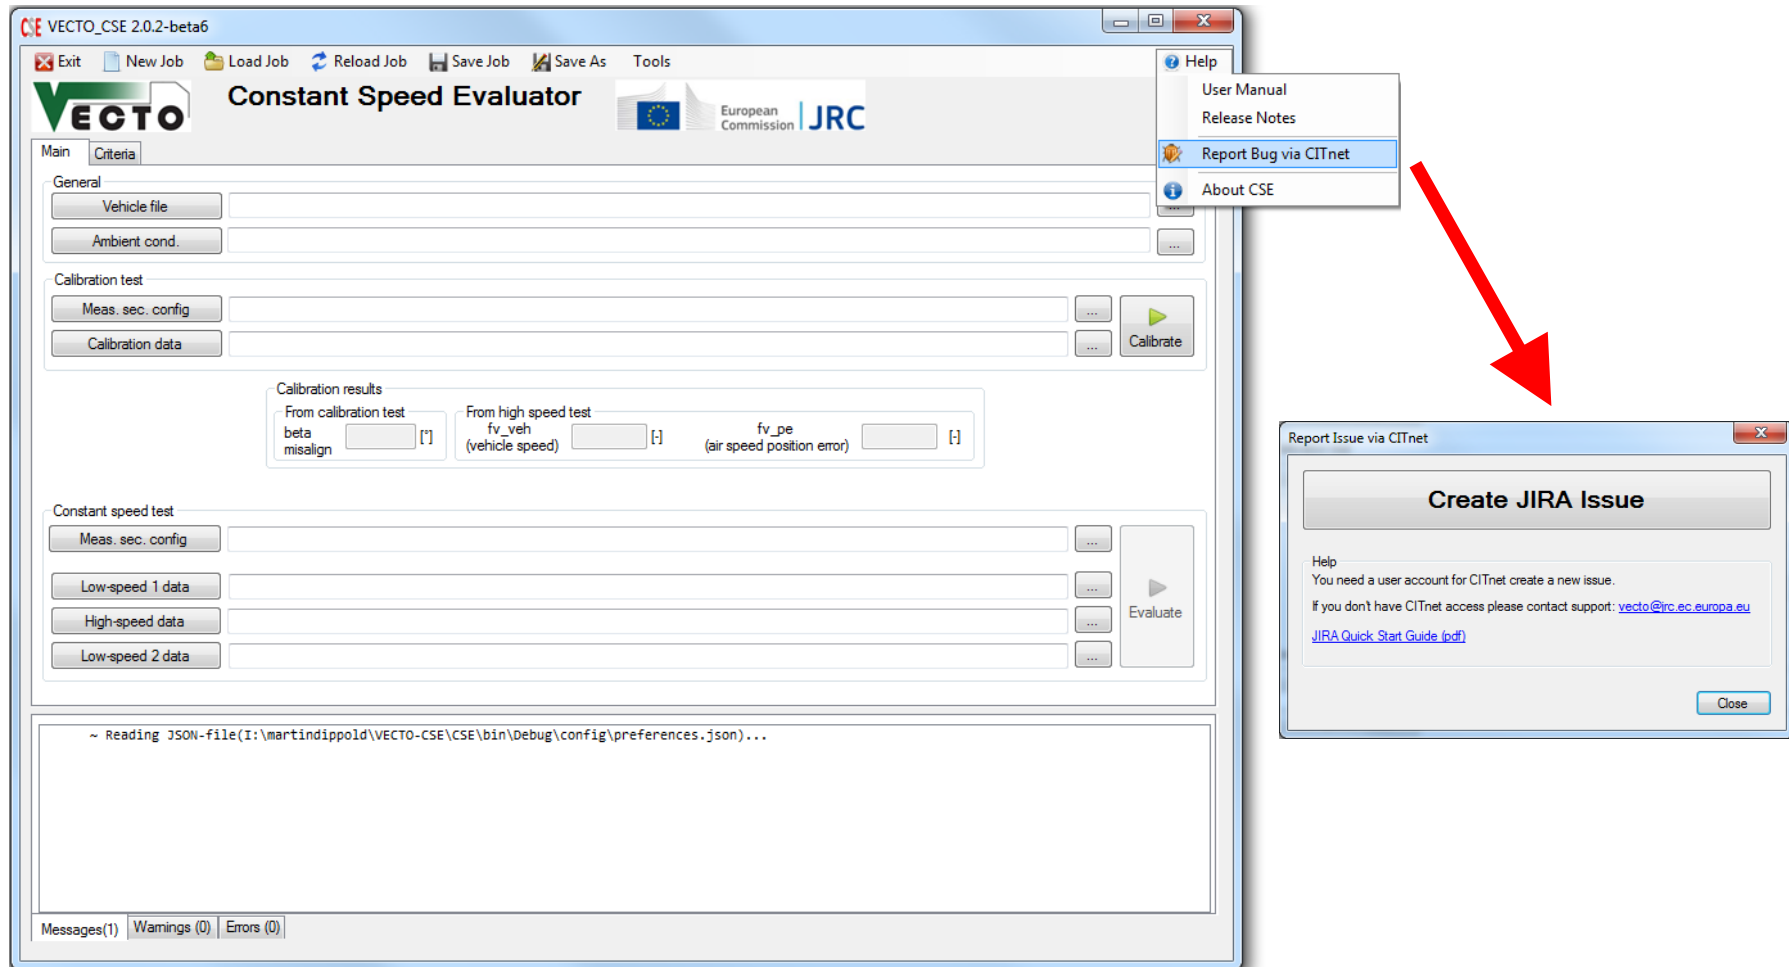 CSE VECTO_CSE 2.0.2-beta6
Exit New Job Load Job Reload Job Save Job Save As Tools Help
VECTO Constant Speed Evaluator European Commission JRC
User Manual
Release Notes
Report Bug via CITnet
About CSE
Main Criteria
General
Vehicle file ...
Ambient cond. ...
Calibration test
Meas. sec. config ...
Calibration data ... Calibrate
Calibration results
From calibration test From high speed test
beta misalign [°] fv_veh (vehicle speed) [-] fv_pe (air speed position error) [-]
Constant speed test
Meas. sec. config ...
Low-speed 1 data ...
High-speed data ... Evaluate
Low-speed 2 data ...
~ Reading JSON-file(I:\martindippold\VECTO-CSE\CSE\bin\Debug\config\preferences.json)...
Messages(1) Warnings (0) Errors (0)
Report Issue via CITnet
Create JIRA Issue
Help
You need a user account for CITnet create a new issue.
If you don't have CITnet access please contact support: vecto@jrc.ec.europa.eu
JIRA Quick Start Guide (pdf)
Close